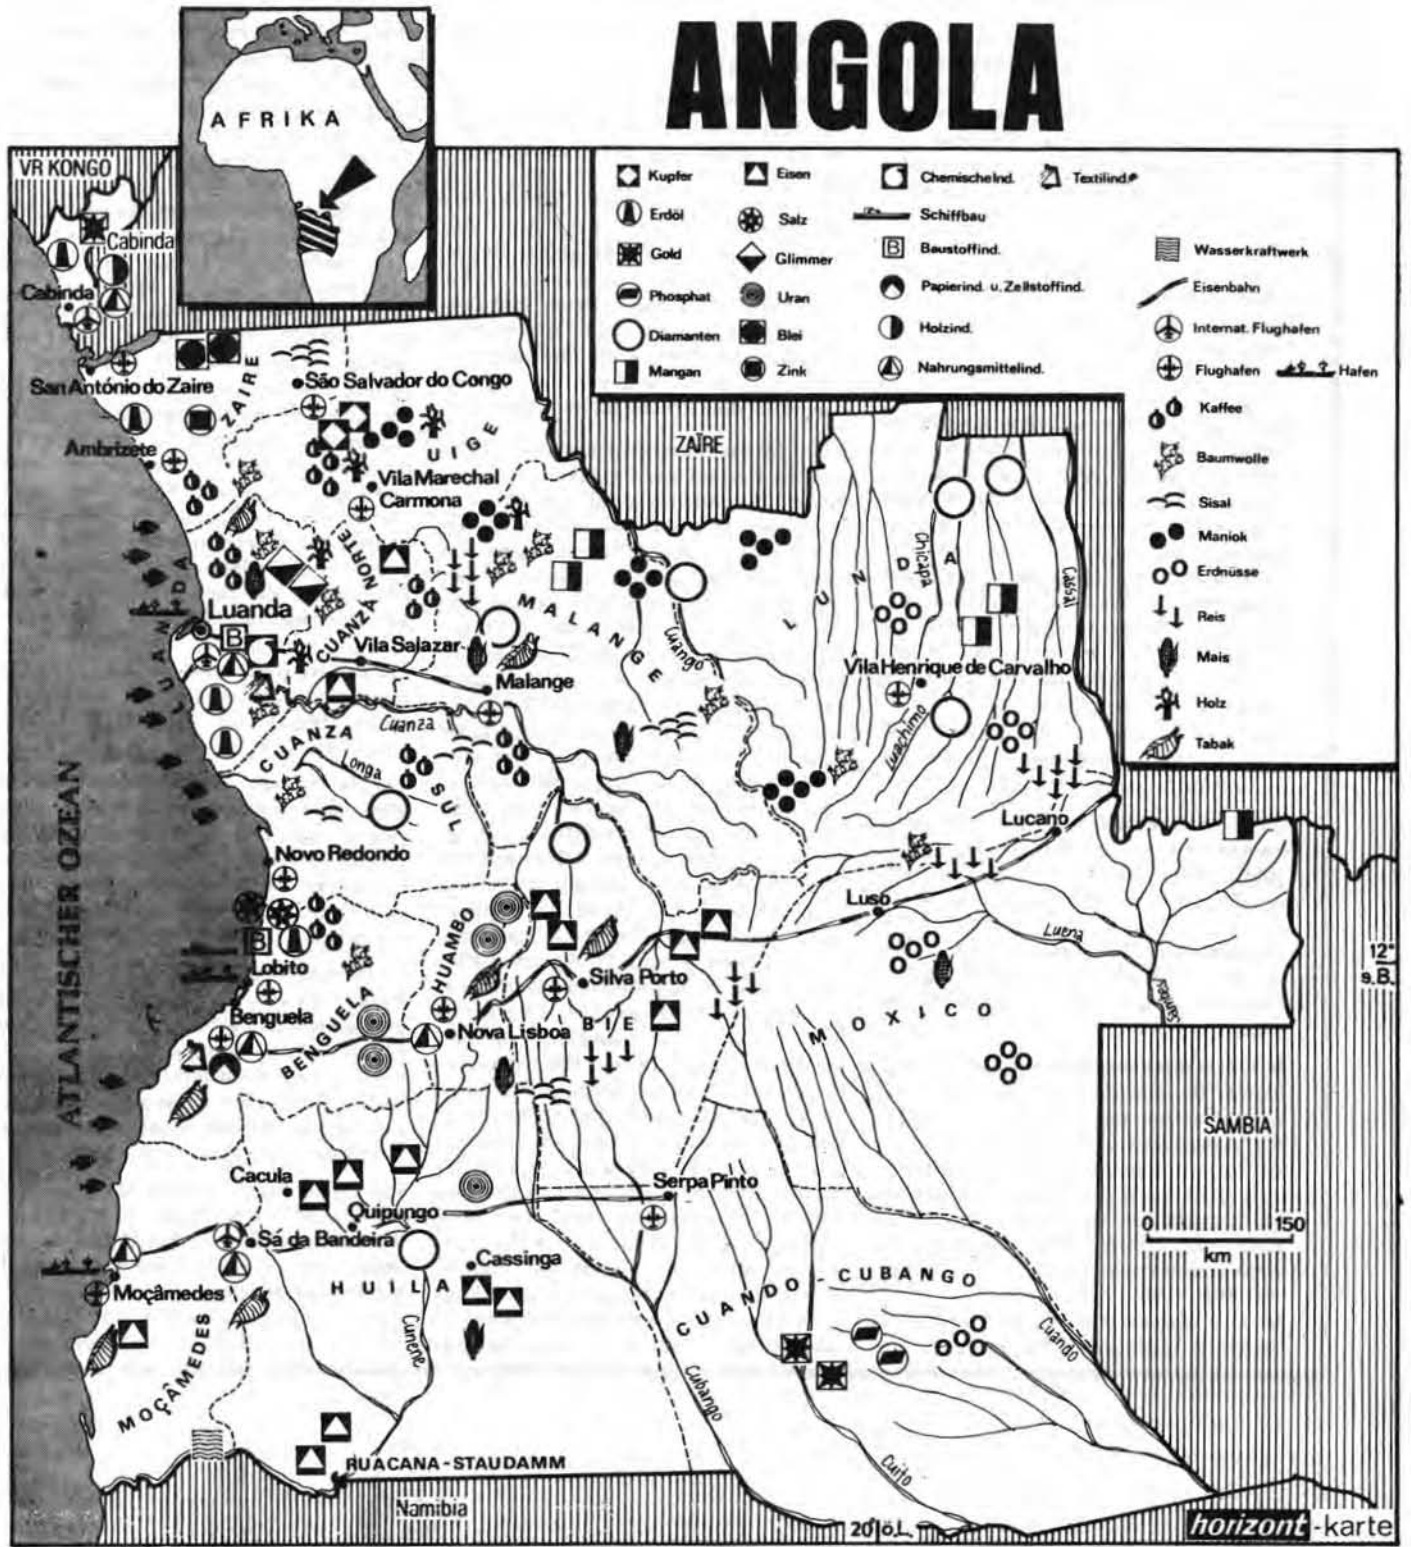 ANGOLA
AFRIKA
VR KONGO
Cabinda
Cabinda
Kupfer
Erdöl
Gold
Phosphat
Diamanten
Mangan
Eisen
Salz
Glimmer
Uran
Blei
Zink
Chemische Ind.
Schiffbau
B Baustoffind.
Papierind. u. Zellstoffind.
Holzind.
Nahrungsmittelind.
Textilind.
Wasserkraftwerk
Eisenbahn
Internat. Flughafen
Flughafen
Hafen
Kaffee
Baumwolle
Sisal
Maniok
Erdnüsse
Reis
Mais
Holz
Tabak
San António do Zaire
ZAIRE
São Salvador do Congo
UIGE
ZAÏRE
Ambrizete
Vila Marechal
Carmona
LUANDA
Luanda
B
CUANZA NORTE
Vila Salazar
MALANGE
Malange
Cuango
LUNDA
Chicapa
Cassai
Vila Henrique de Carvalho
Luachimo
CUANZA SUL
Cuanza
Longa
Novo Redondo
Lucano
Luso
Luena
ATLANTISCHER OZEAN
B
Lobito
HUAMBO
Silva Porto
Benguela
BENGUELA
Nova Lisboa
BIE
MOXICO
Sambesi
12°
s.B.
SAMBIA
Cacula
Serpa Pinto
Quipungo
Sá da Bandeira
Cassinga
HUILA
Moçâmedes
MOÇÂMEDES
Cunene
CUANDO-CUBANGO
Cuando
Cubango
Cuito
0 150
km
RUACANA-STAUDAMM
Namibia
20° ö.L.
horizont-karte